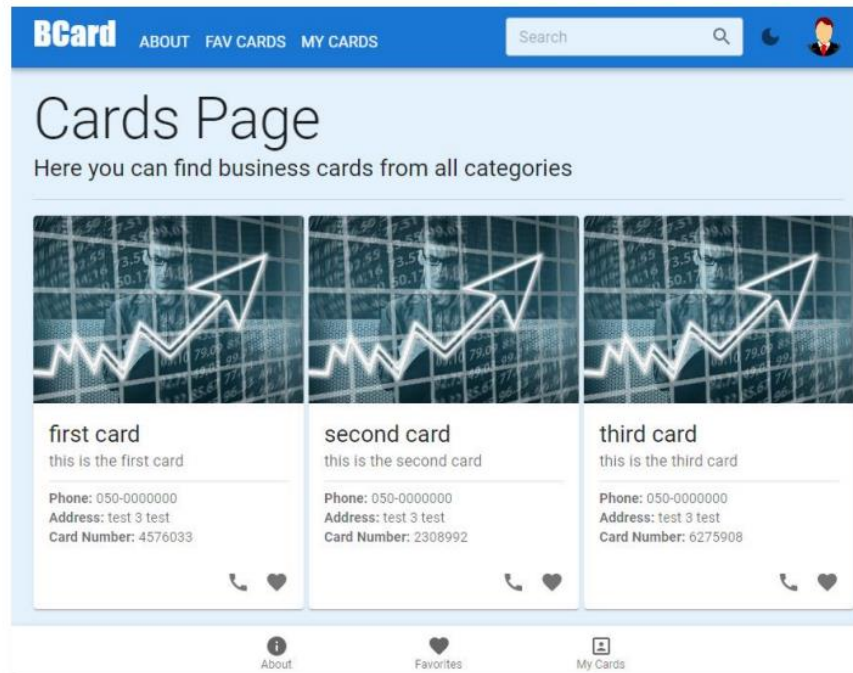 BCard ABOUT FAV CARDS MY CARDS Search
Cards Page
Here you can find business cards from all categories
first card
this is the first card
Phone: 050-0000000
Address: test 3 test
Card Number: 4576033
second card
this is the second card
Phone: 050-0000000
Address: test 3 test
Card Number: 2308992
third card
this is the third card
Phone: 050-0000000
Address: test 3 test
Card Number: 6275908
About Favorites My Cards